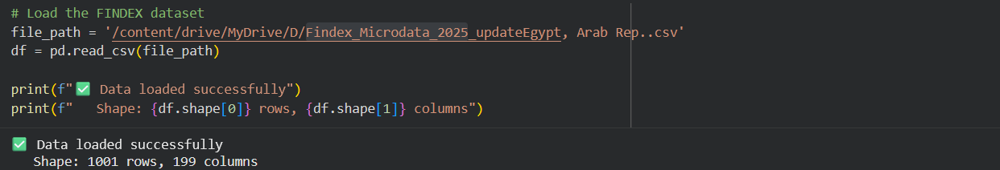 # Load the FINDEX dataset
file_path = '/content/drive/MyDrive/D/Findex_Microdata_2025_updateEgypt, Arab Rep..csv'
df = pd.read_csv(file_path)
print(f"✅ Data loaded successfully")
print(f"   Shape: {df.shape[0]} rows, {df.shape[1]} columns")
✅ Data loaded successfully
   Shape: 1001 rows, 199 columns